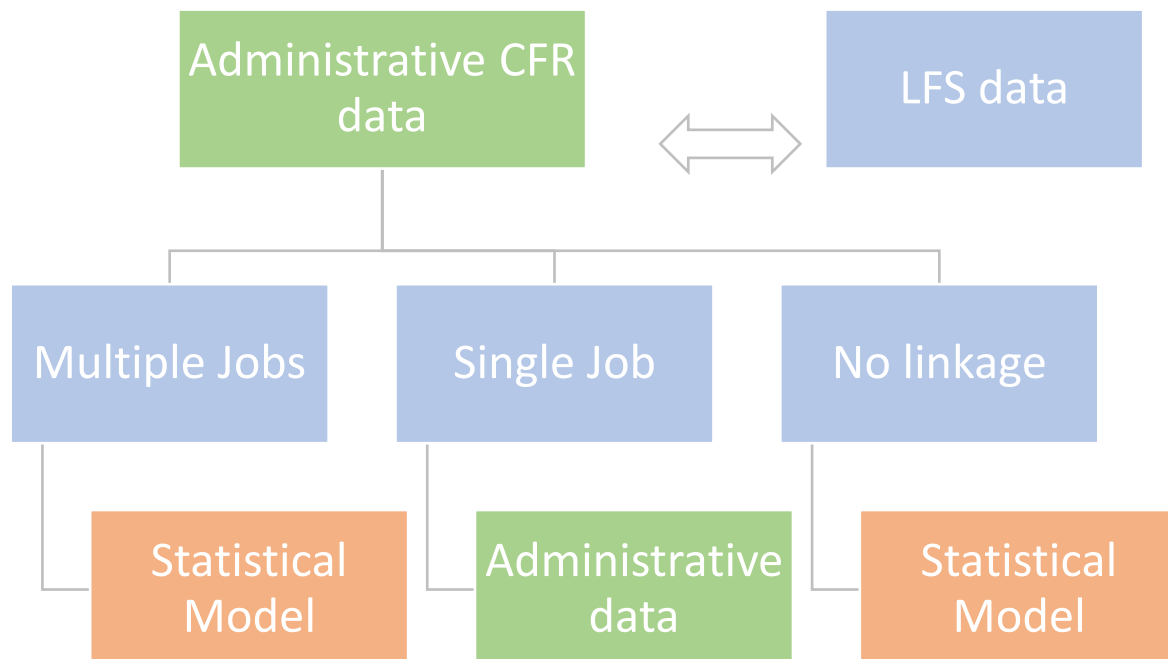 Administrative CFR
data
LFS data
Multiple Jobs
Single Job
No linkage
Statistical
Model
Administrative
data
Statistical
Model